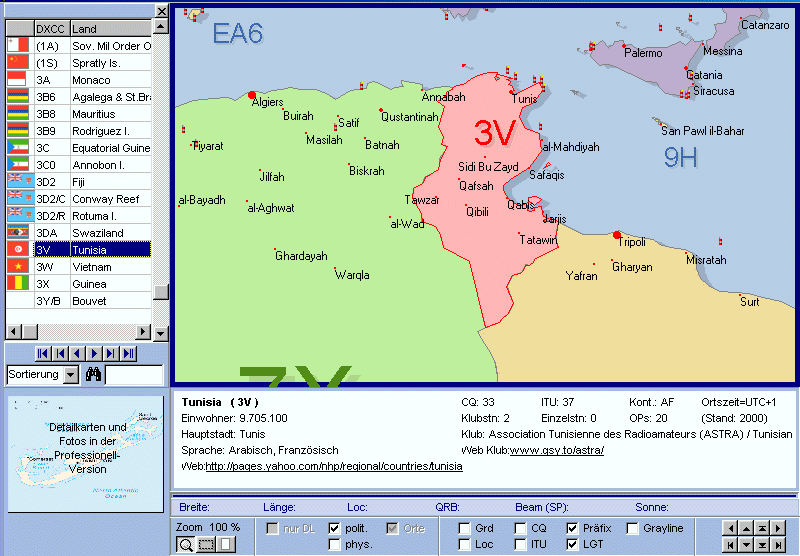 DXCC Land
(1A) Sov. Mil Order O
(1S) Spratly Is.
3A Monaco
3B6 Agalega & St.Bra
3B8 Mauritius
3B9 Rodriguez I.
3C Equatorial Guine
3C0 Annobon I.
3D2 Fiji
3D2/C Conway Reef
3D2/R Rotuma I.
3DA Swaziland
3V Tunisia
3W Vietnam
3X Guinea
3Y/B Bouvet
Sortierung
Detailkarten und
Fotos in der
Professionell-
Version
North Atlantic
Ocean
EA6
Catanzaro
Palermo
Messina
Catania
Siracusa
Algiers
Annabah
Tunis
Buirah
Qustantinah
Satif
3V
San Pawl il-Bahar
Tiyarat
Masilah
Batnah
al-Mahdiyah
9H
Jilfah
Biskrah
Sidi Bu Zayd
Safaqis
Qafsah
al-Bayadh
al-Aghwat
Tawzar
Qibili
Qabis
al-Wad
Jarjis
Tatawin
Tripoli
Ghardayah
Warqla
Yafran
Gharyan
Misratah
Surt
7X
Tunisia ( 3V )
CQ: 33 ITU: 37 Kont.: AF Ortszeit=UTC+1
Einwohner: 9.705.100
Klubstn: 2 Einzelstn: 0 OPs: 20 (Stand: 2000)
Hauptstadt: Tunis
Klub: Association Tunisienne des Radioamateurs (ASTRA) / Tunisian
Sprache: Arabisch, Französisch
Web Klub:www.qsy.to/astra/
Web:http://pages.yahoo.com/nhp/regional/countries/tunisia
Breite: Länge: Loc: QRB: Beam (SP): Sonne:
Zoom 100 %
nur DL polit. Orte Grd CQ Präfix Grayline
phys. Loc ITU LGT